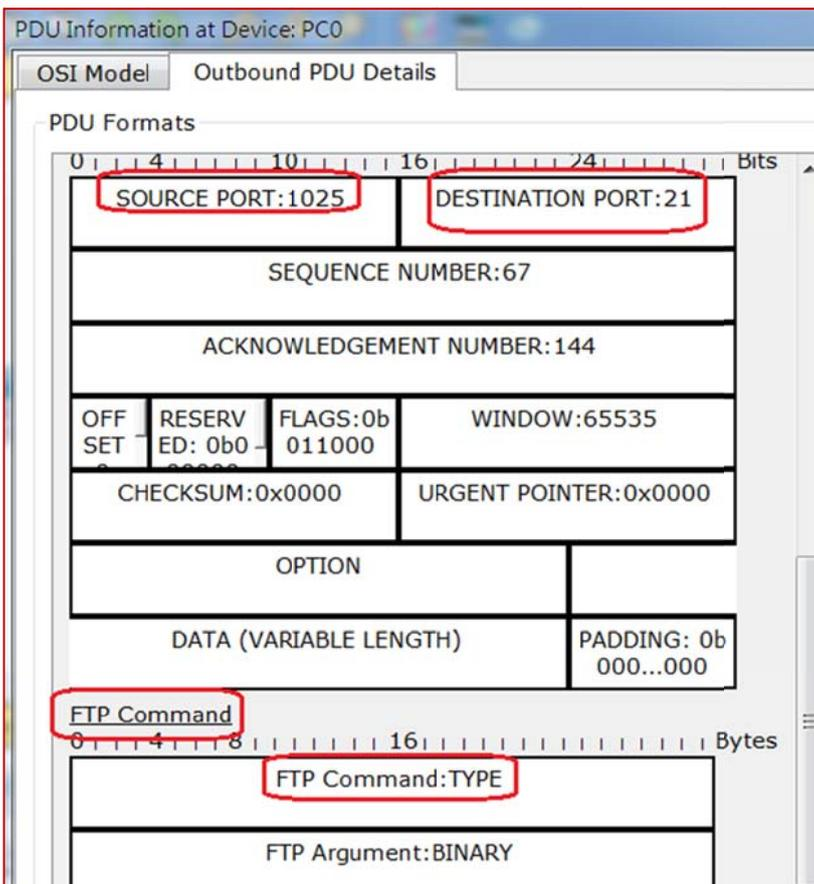 PDU Information at Device: PC0
OSI Model Outbound PDU Details
PDU Formats
0 4 10 16 24 Bits
SOURCE PORT:1025 DESTINATION PORT:21
SEQUENCE NUMBER:67
ACKNOWLEDGEMENT NUMBER:144
OFF RESERV FLAGS:0b WINDOW:65535
SET ED: 0b0 011000
CHECKSUM:0x0000 URGENT POINTER:0x0000
OPTION
DATA (VARIABLE LENGTH) PADDING: 0b
000...000
FTP Command
0 4 8 16 Bytes
FTP Command:TYPE
FTP Argument:BINARY